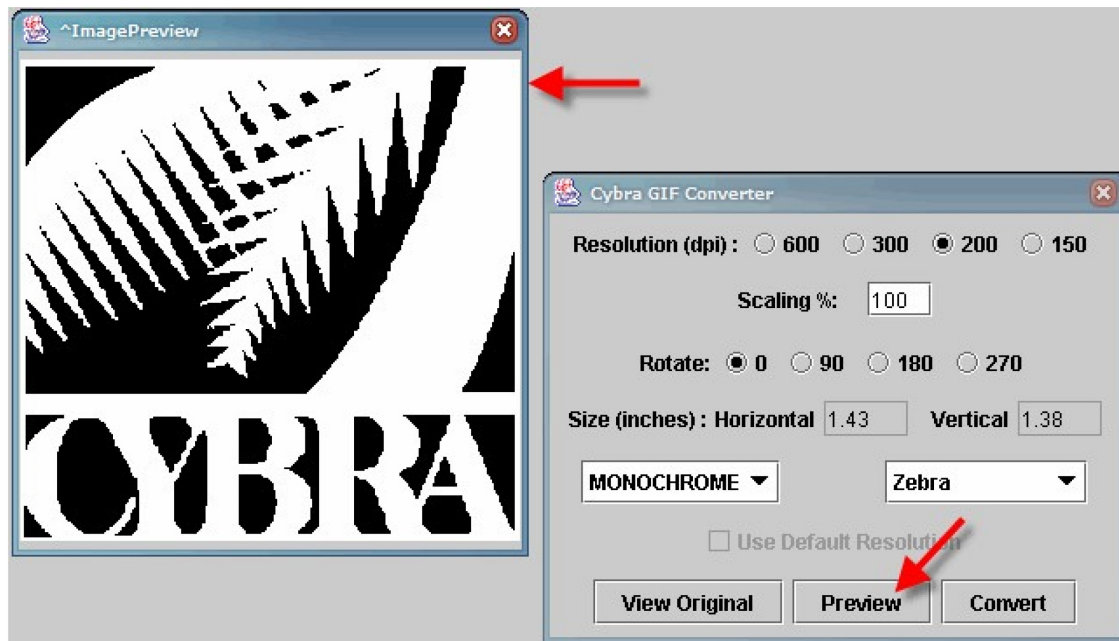 ^ImagePreview
CYBRA
Cybra GIF Converter
Resolution (dpi) : 600 300 200 150
Scaling %: 100
Rotate: 0 90 180 270
Size (inches) : Horizontal 1.43 Vertical 1.38
MONOCHROME Zebra
Use Default Resolution
View Original Preview Convert